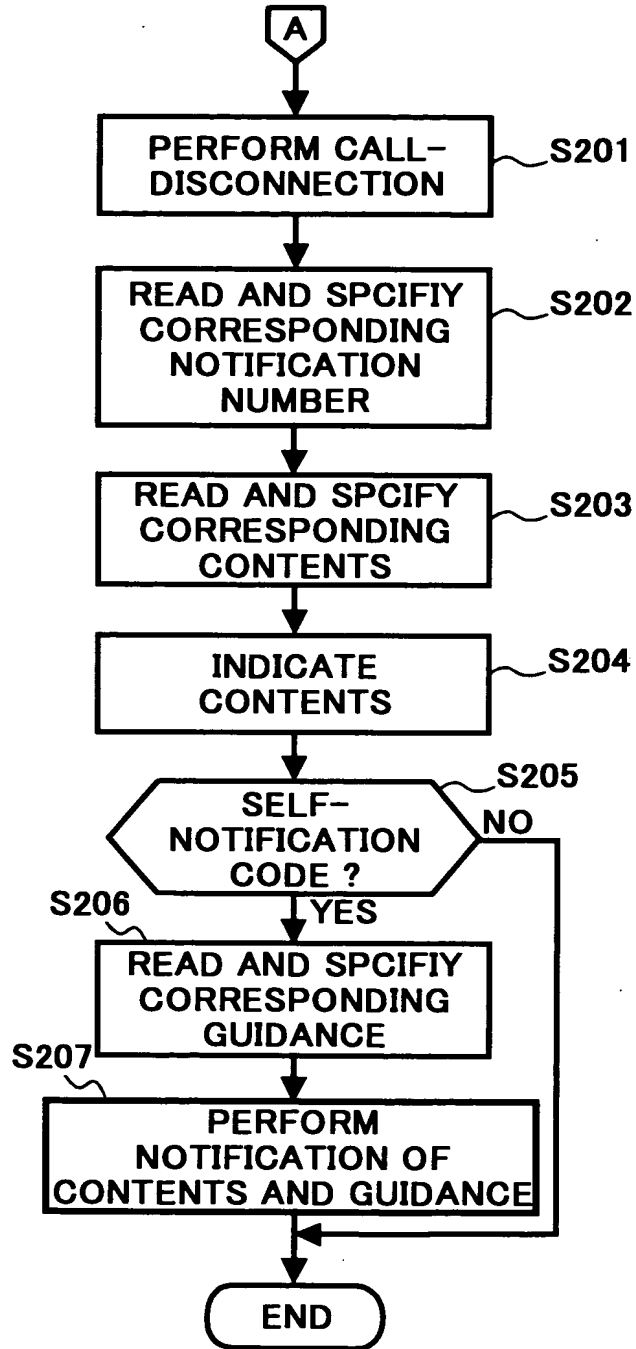 A
PERFORM CALL-
DISCONNECTION
S201
READ AND SPCIFIY
CORRESPONDING
NOTIFICATION
NUMBER
S202
READ AND SPCIFY
CORRESPONDING
CONTENTS
S203
INDICATE
CONTENTS
S204
SELF-
NOTIFICATION
CODE ?
S205
NO
YES
S206
READ AND SPCIFIY
CORRESPONDING
GUIDANCE
S207
PERFORM
NOTIFICATION OF
CONTENTS AND GUIDANCE
END